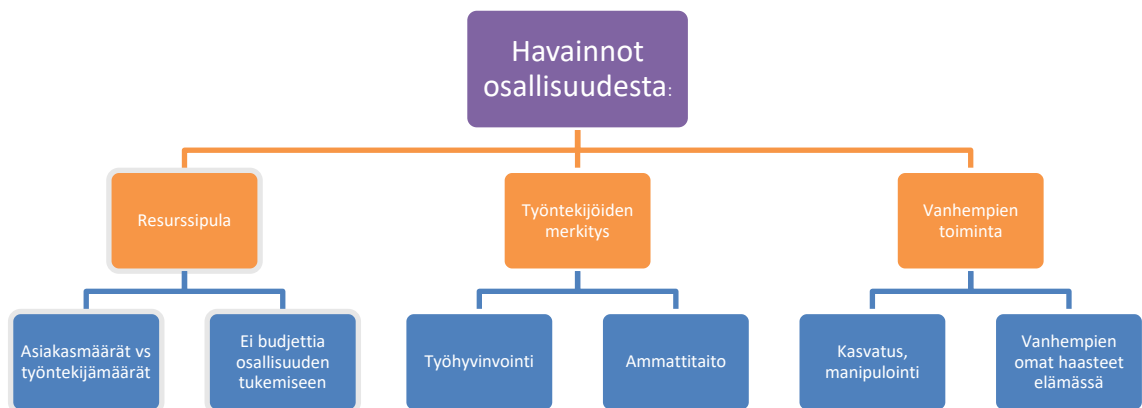 Havainnot
osallisuudesta:
Resurssipula
Työntekijöiden
merkitys
Vanhempien
toiminta
Asiakasmäärät vs
työntekijämäärät
Ei budjettia
osallisuuden
tukemiseen
Työhyvinvointi
Ammattitaito
Kasvatus,
manipulointi
Vanhempien
omat haasteet
elämässä